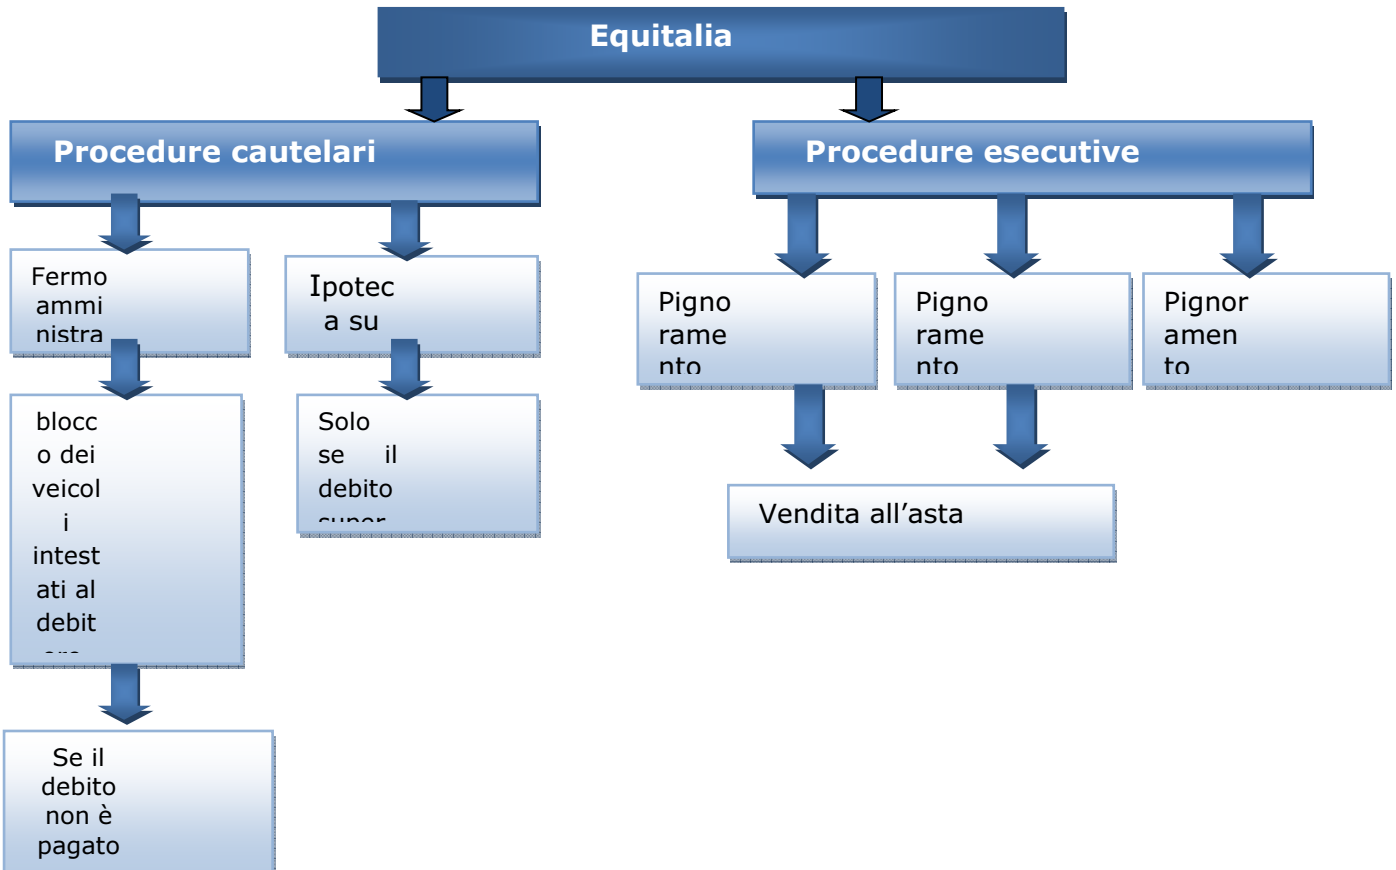 Equitalia
Procedure cautelari
Procedure esecutive
Fermo
ammi
nistra
Ipotec
a su
Pigno
rame
nto
Pigno
rame
nto
Pignor
amen
to
blocc
o dei
veicol
i
intest
ati al
debit
Solo
se il
debito
Vendita all’asta
Se il
debito
non è
pagato